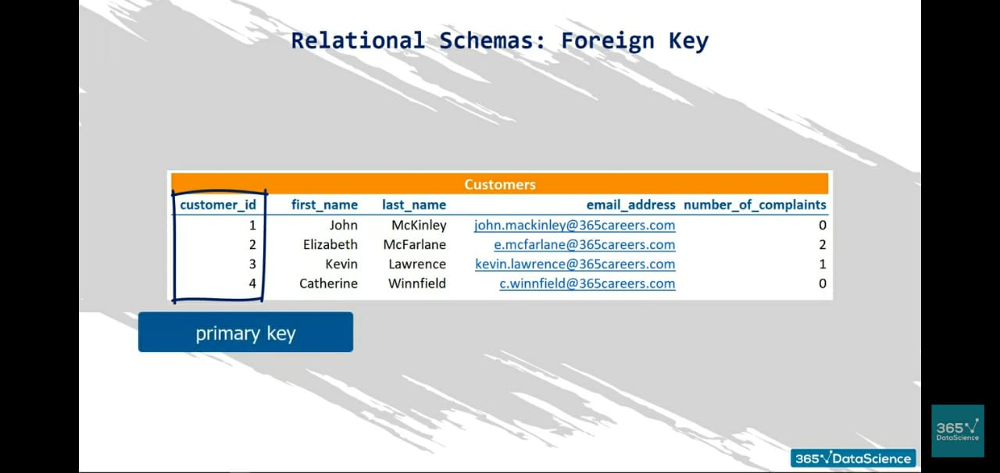 Relational Schemas: Foreign Key
Customers
customer_id first_name last_name email_address number_of_complaints
1 John McKinley john.mackinley@365careers.com 0
2 Elizabeth McFarlane e.mcfarlane@365careers.com 2
3 Kevin Lawrence kevin.lawrence@365careers.com 1
4 Catherine Winnfield c.winnfield@365careers.com 0
primary key
365
DataScience
365 DataScience